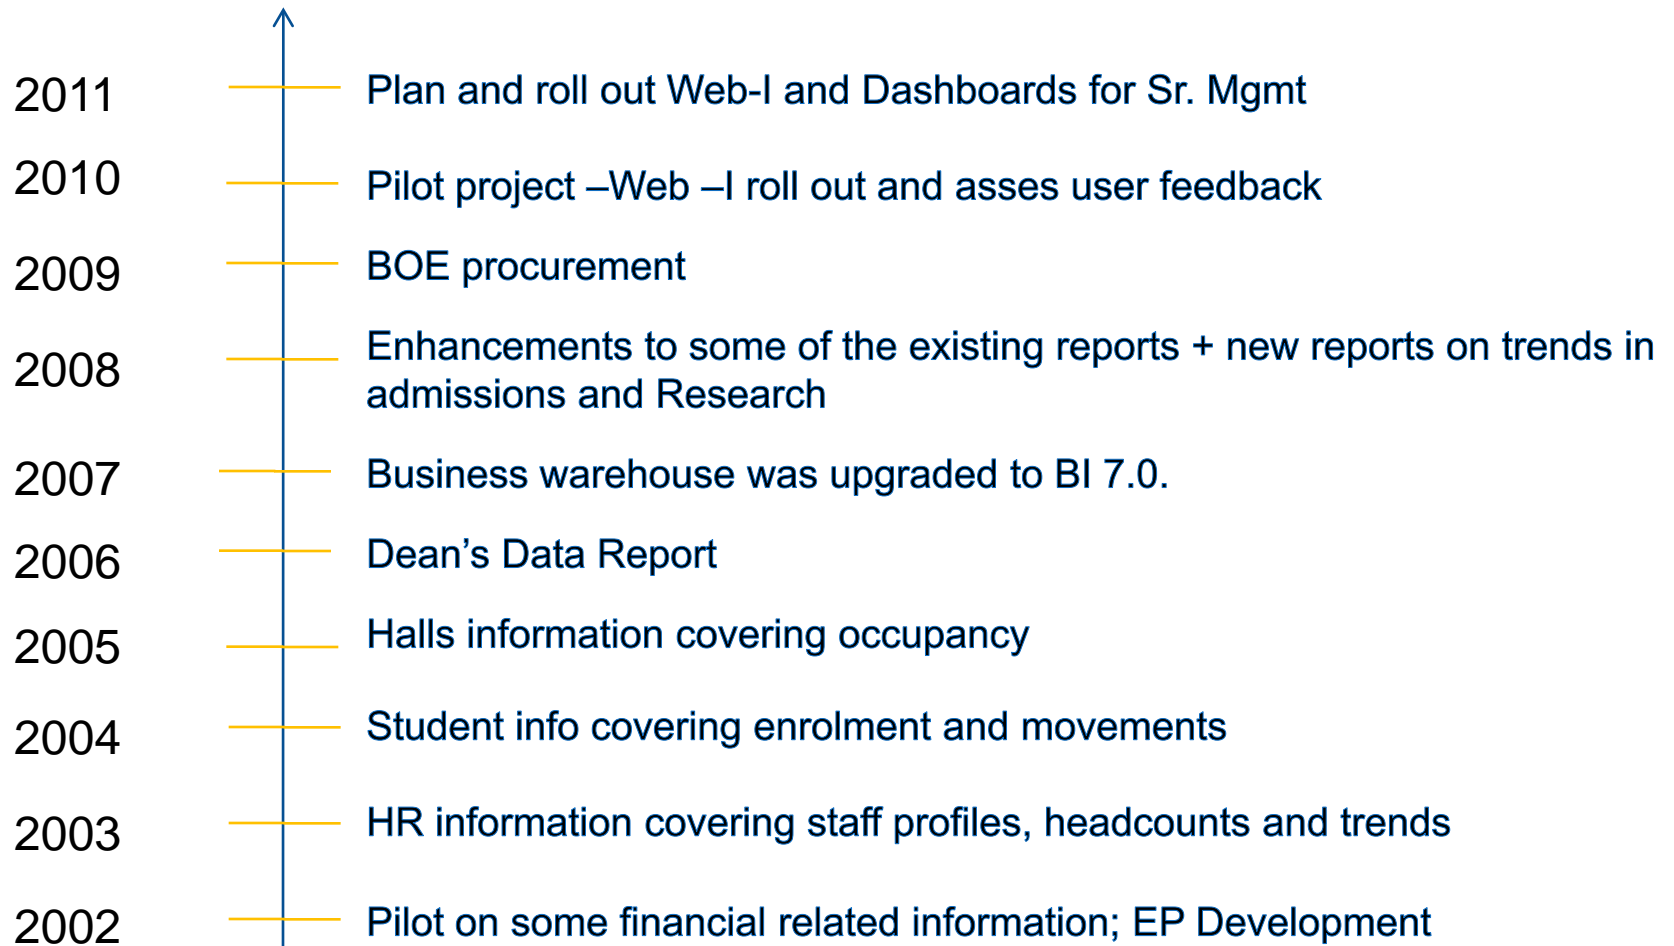 2011 Plan and roll out Web-I and Dashboards for Sr. Mgmt
2010 Pilot project –Web –I roll out and asses user feedback
2009 BOE procurement
2008 Enhancements to some of the existing reports + new reports on trends in
admissions and Research
2007 Business warehouse was upgraded to BI 7.0.
2006 Dean’s Data Report
2005 Halls information covering occupancy
2004 Student info covering enrolment and movements
2003 HR information covering staff profiles, headcounts and trends
2002 Pilot on some financial related information; EP Development